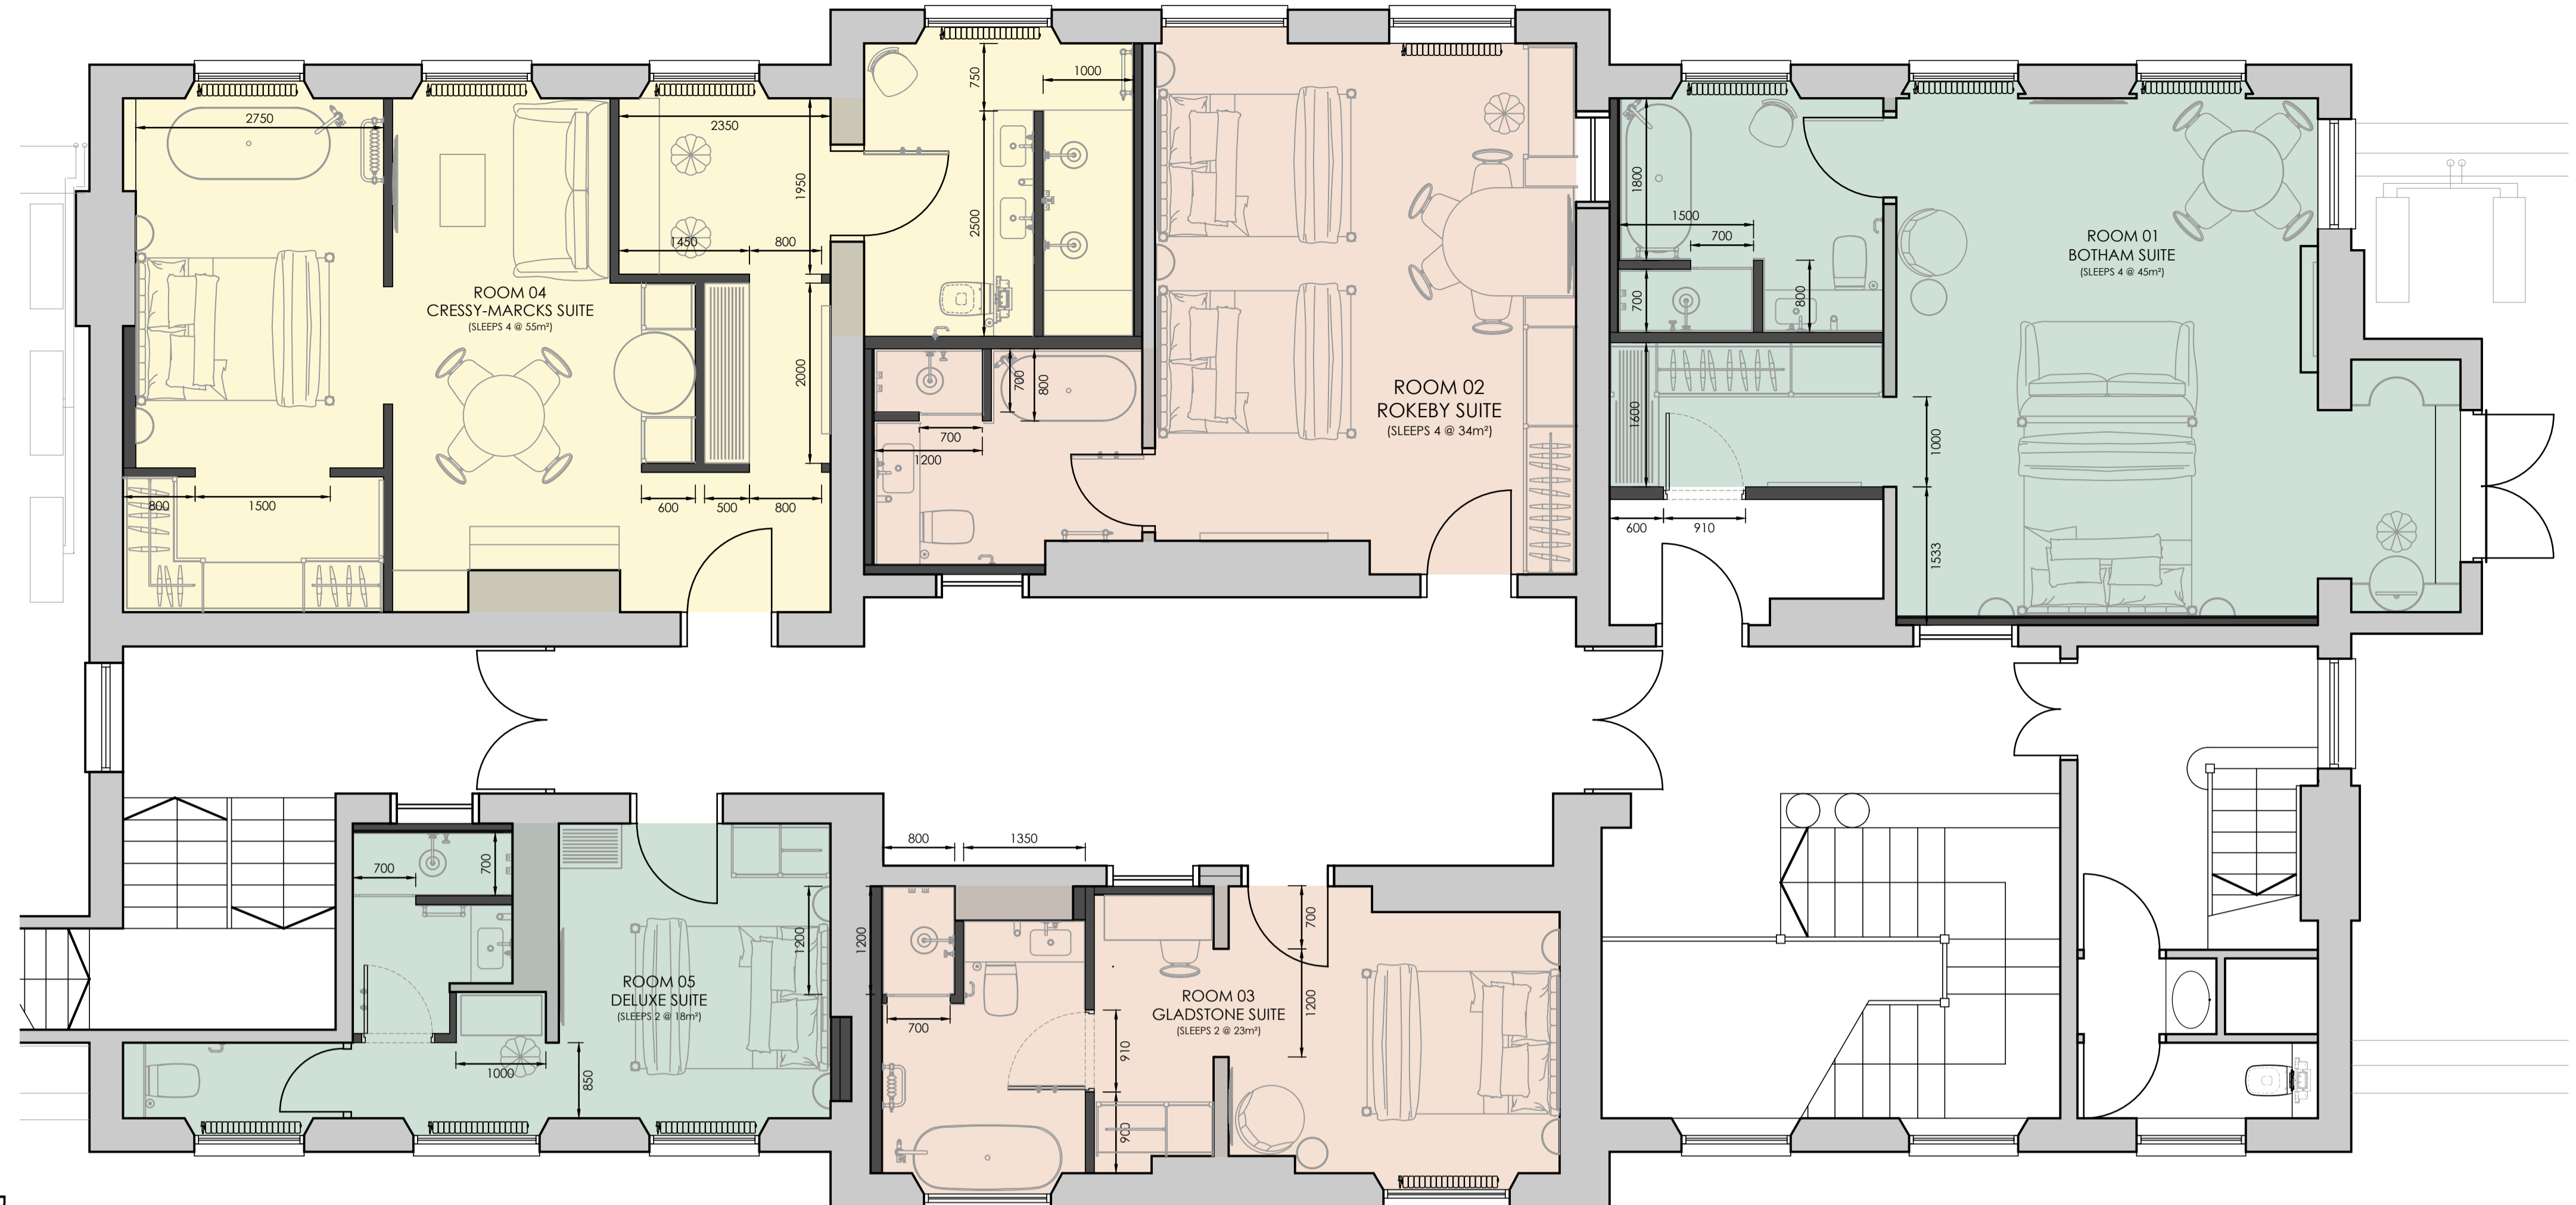 2750
2350
750
1000
1950
2500
1450
800
2000
ROOM 04
CRESSY-MARCKS SUITE
(SLEEPS 4 @ 55m²)
800
1500
600
500
800
700
800
700
1200
ROOM 02
ROKEBY SUITE
(SLEEPS 4 @ 34m²)
1800
1500
700
700
800
1600
1000
600
910
1533
ROOM 01
BOTHAM SUITE
(SLEEPS 4 @ 45m²)
700
700
1200
ROOM 05
DELUXE SUITE
(SLEEPS 2 @ 18m²)
1000
850
800
1350
1200
700
700
1200
ROOM 03
GLADSTONE SUITE
(SLEEPS 2 @ 23m²)
910
900